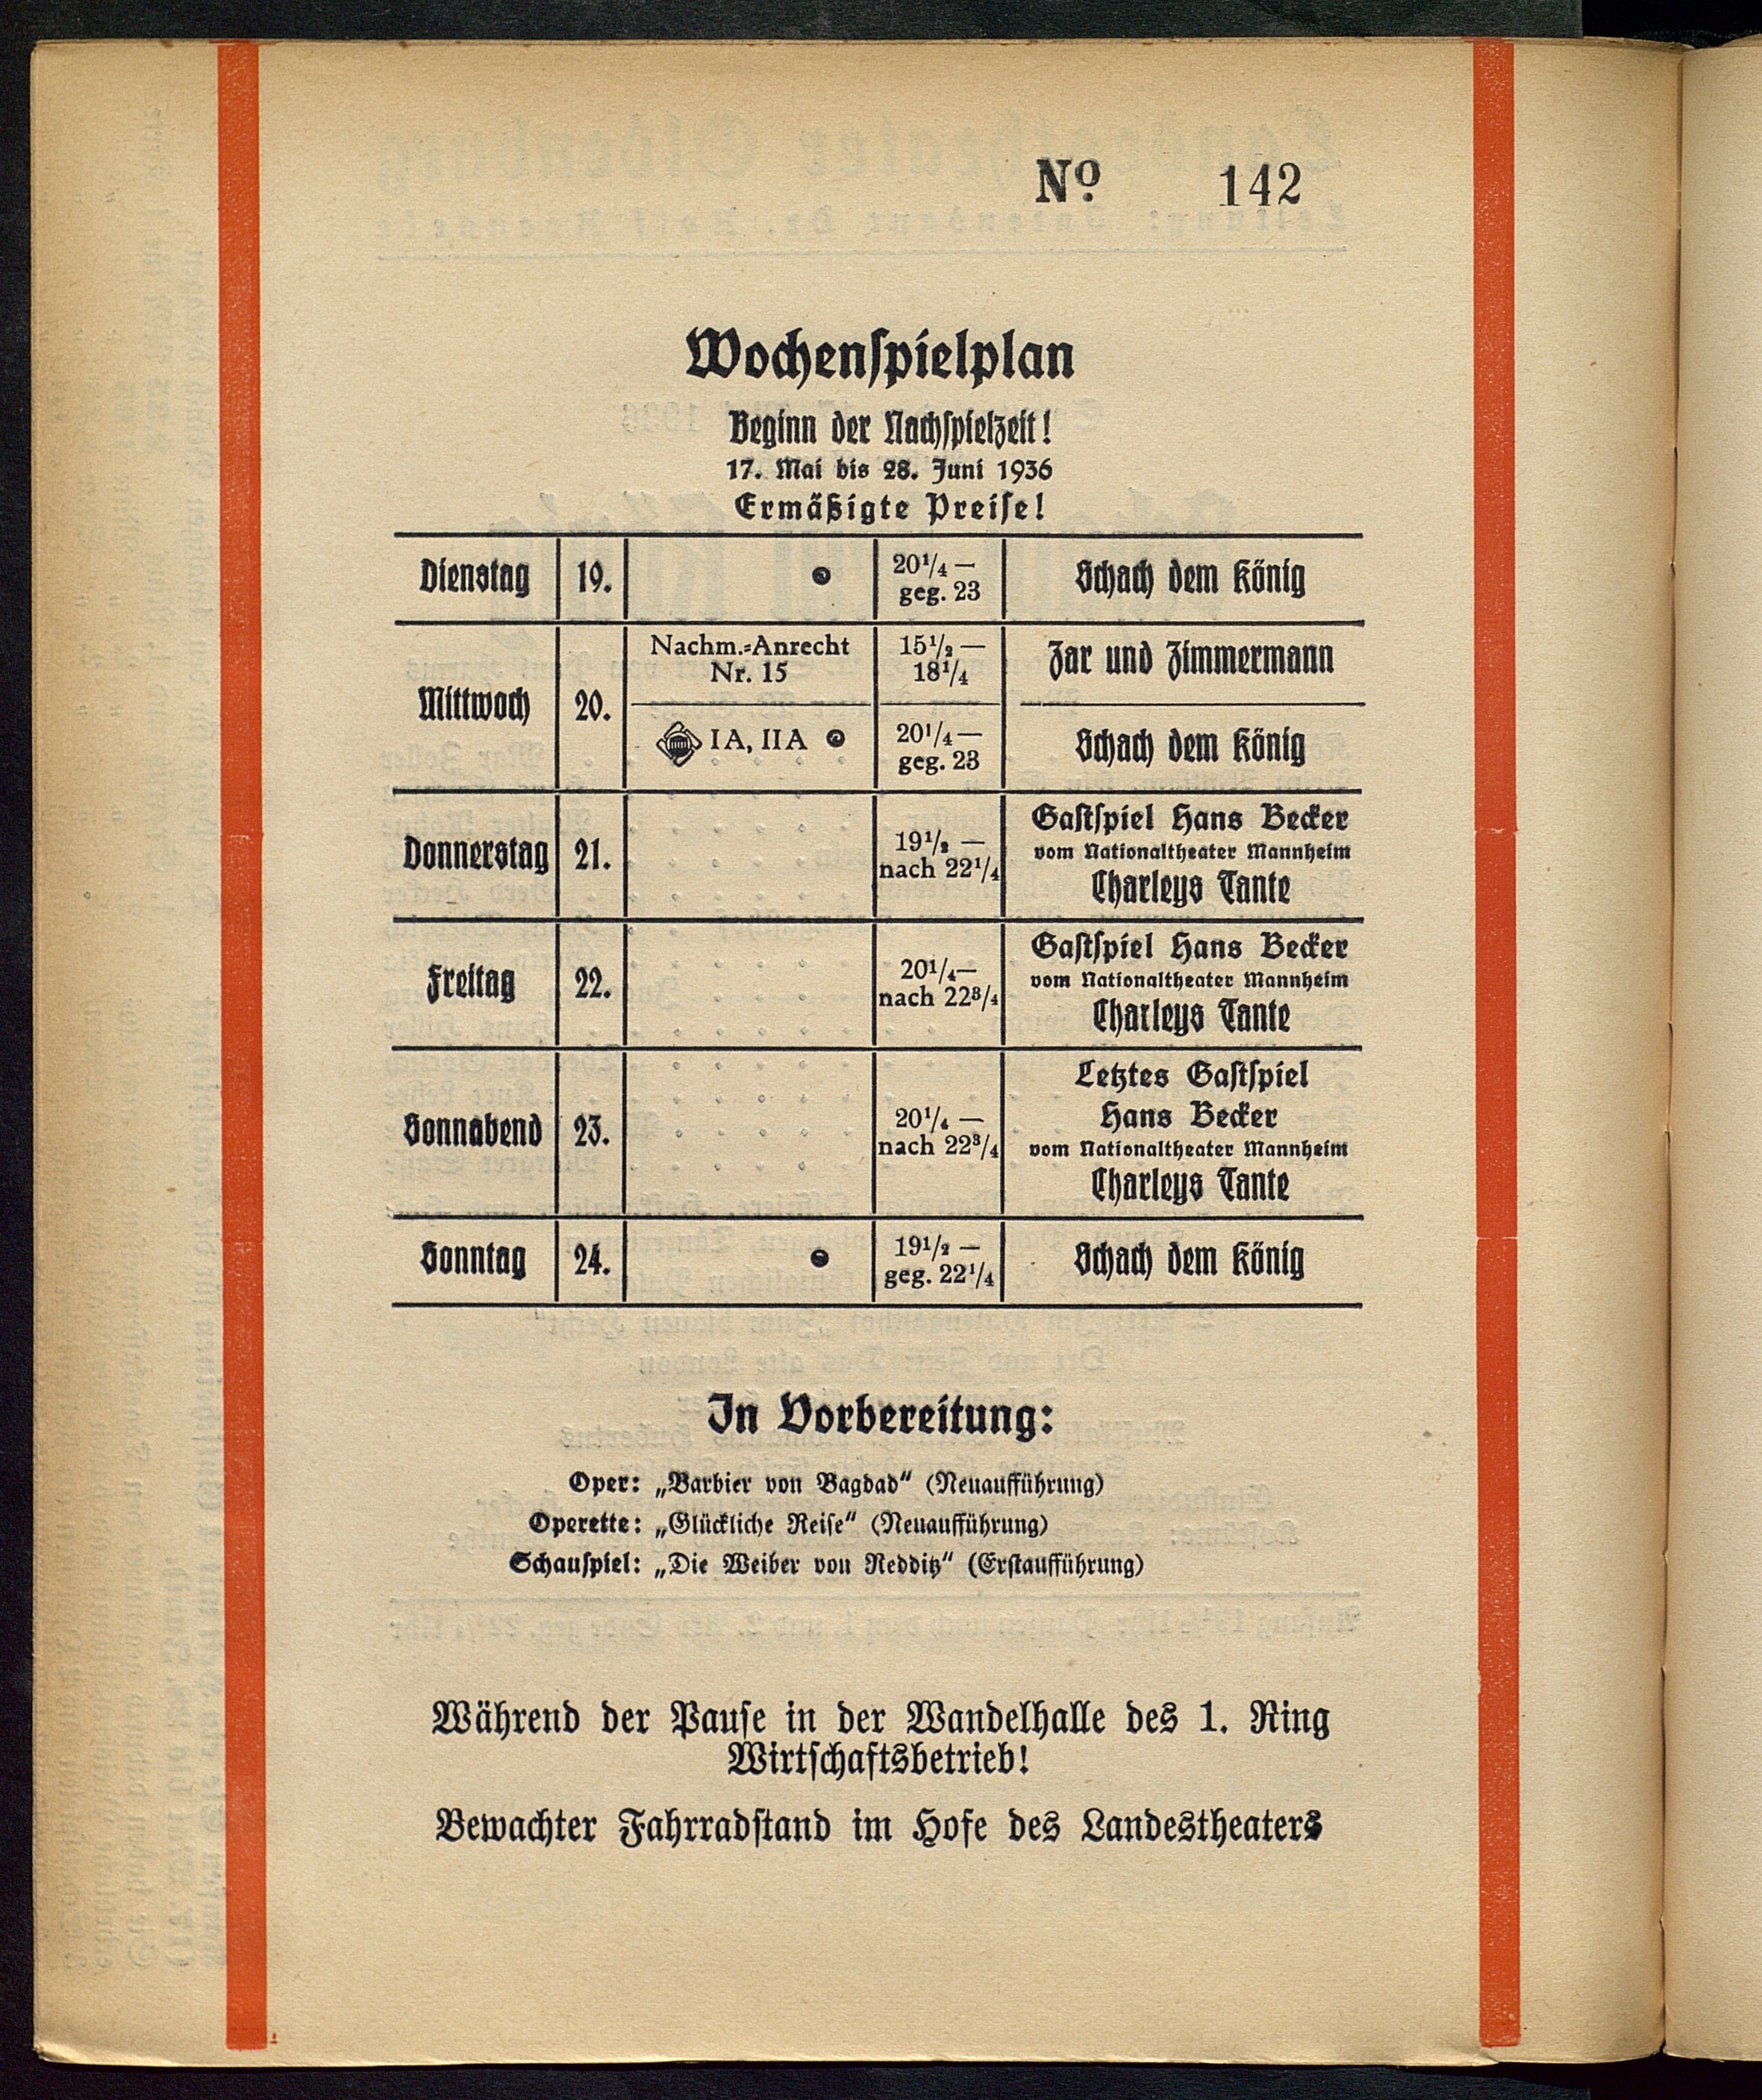 No. 142
Wochenspielplan
Beginn der Nachspielzeit!
17. Mai bis 28. Juni 1936
Ermäßigte Preise!
Dienstag 19. 20¹/₄ — geg. 23 Schach dem König
Mittwoch 20.
Nachm.-Anrecht Nr. 15 15¹/₂ — 18¹/₄ Zar und Zimmermann
I A, II A 20¹/₄ — geg. 23 Schach dem König
Donnerstag 21. 19¹/₂ — nach 22¹/₄
Gastspiel Hans Becker
vom Nationaltheater Mannheim
Charleys Tante
Freitag 22. 20¹/₄ — nach 22³/₄
Gastspiel Hans Becker
vom Nationaltheater Mannheim
Charleys Tante
Sonnabend 23. 20¹/₄ — nach 22³/₄
Letztes Gastspiel
Hans Becker
vom Nationaltheater Mannheim
Charleys Tante
Sonntag 24. 19¹/₂ — geg. 22¹/₄ Schach dem König
In Vorbereitung:
Oper: „Barbier von Bagdad“ (Neuaufführung)
Operette: „Glückliche Reise“ (Neuaufführung)
Schauspiel: „Die Weiber von Redditz“ (Erstaufführung)
Während der Pause in der Wandelhalle des 1. Ring
Wirtschaftsbetrieb!
Bewachter Fahrradstand im Hofe des Landestheaters